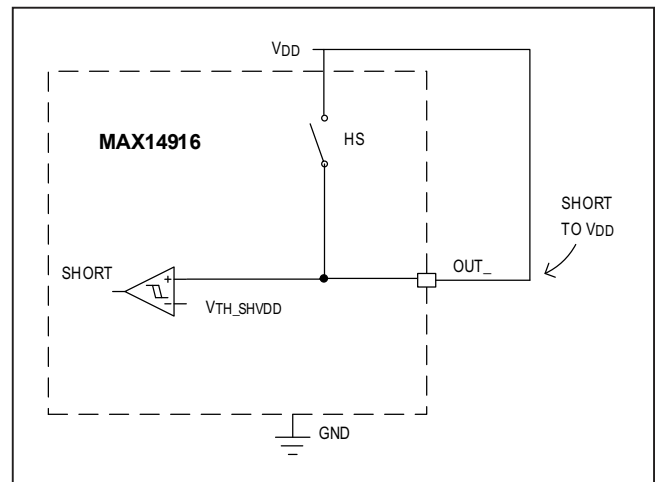 VDD
MAX14916
HS
SHORT
TO VDD
SHORT
OUT_
+
−
VTH_SHVDD
GND